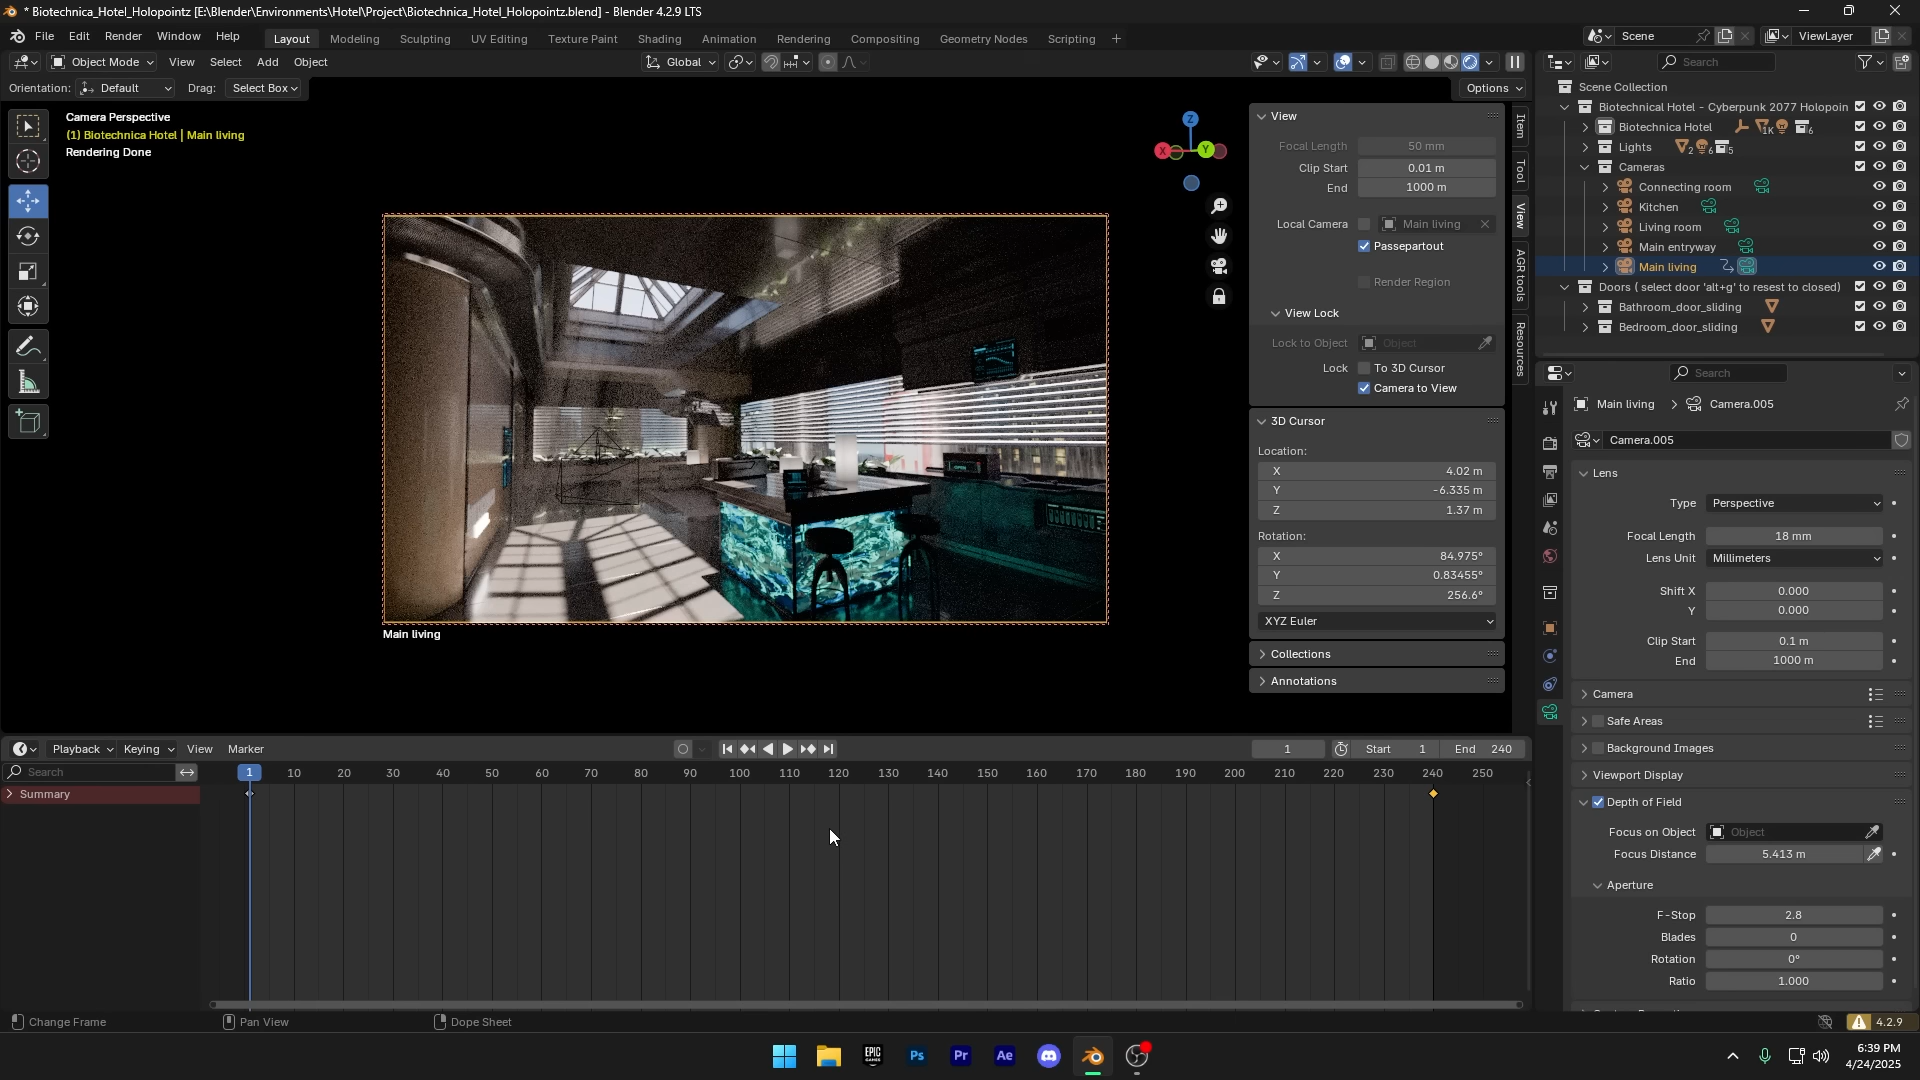 * Biotechnica_Hotel_Holopointz [E:\Blender\Environments\Hotel\Project\Biotechnica_Hotel_Holopointz.blend] - Blender 4.2.9 LTS
File Edit Render Window Help Layout Modeling Sculpting UV Editing Texture Paint Shading Animation Rendering Compositing Geometry Nodes Scripting + Scene ViewLayer
Object Mode View Select Add Object Global Search
Orientation: Default Drag: Select Box Options
Camera Perspective
(1) Biotechnica Hotel | Main living
Rendering Done
Z
X
Y
Main living
View
Focal Length 50 mm
Clip Start 0.01 m
End 1000 m
Local Camera Main living
Passepartout
Render Region
View Lock
Lock to Object Object
Lock To 3D Cursor
Camera to View
3D Cursor
Location:
X 4.02 m
Y -6.335 m
Z 1.37 m
Rotation:
X 84.975°
Y 0.83455°
Z 256.6°
XYZ Euler
Collections
Annotations
Item
Tool
View
AGR tools
Resources
Scene Collection
Biotechnical Hotel - Cyberpunk 2077 Holopoin
Biotechnica Hotel 1K 6
Lights 2 6 5
Cameras
Connecting room
Kitchen
Living room
Main entryway
Main living
Doors ( select door 'alt+g' to resest to closed)
Bathroom_door_sliding
Bedroom_door_sliding
Search
Main living Camera.005
Camera.005
Lens
Type Perspective
Focal Length 18 mm
Lens Unit Millimeters
Shift X 0.000
Y 0.000
Clip Start 0.1 m
End 1000 m
Camera
Safe Areas
Background Images
Viewport Display
Depth of Field
Focus on Object Object
Focus Distance 5.413 m
Aperture
F-Stop 2.8
Blades 0
Rotation 0°
Ratio 1.000
Playback Keying View Marker 1 Start 1 End 240
Search 1 10 20 30 40 50 60 70 80 90 100 110 120 130 140 150 160 170 180 190 200 210 220 230 240 250
Summary
Change Frame Pan View Dope Sheet 4.2.9
EPIC GAMES Ps Pr Ae
6:39 PM
4/24/2025